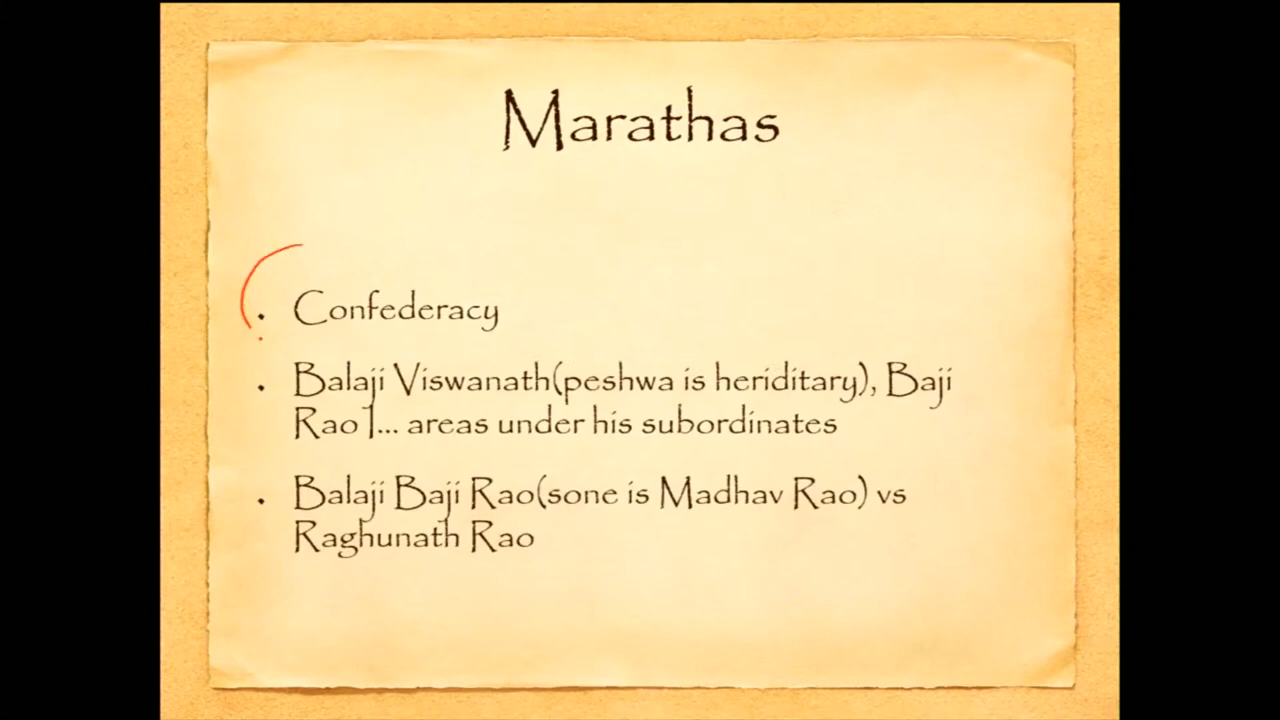 Marathas
. Confederacy
. Balaji Viswanath(peshwa is heriditary), Baji
Rao 1... areas under his subordinates
. Balaji Baji Rao(sone is Madhav Rao) vs
Raghunath Rao